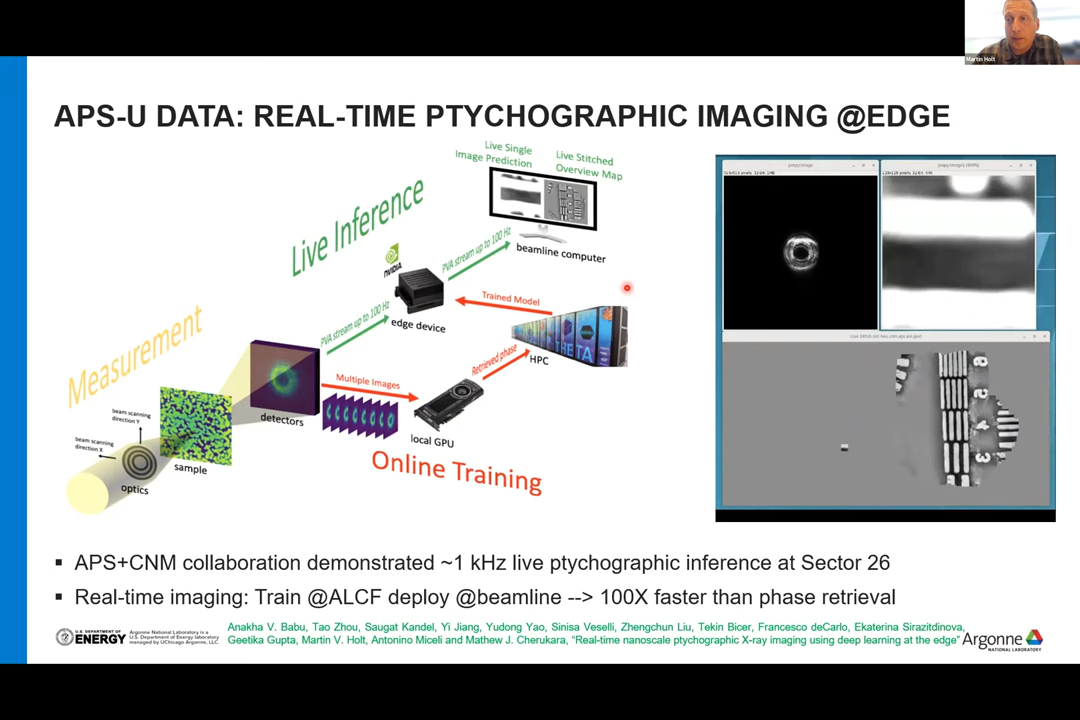 Martin Holt
APS-U DATA: REAL-TIME PTYCHOGRAPHIC IMAGING @EDGE
Measurement
beam scanning
direction Y
beam scanning
direction X
optics
sample
detectors
Live Inference
PVA stream up to 100 Hz
NVIDIA
edge device
PVA stream up to 100 Hz
Live Single
Image Prediction
Live Stitched
Overview Map
beamline computer
Trained Model
THETA
HPC
Retrieved phase
Multiple Images
local GPU
Online Training
▪ APS+CNM collaboration demonstrated ~1 kHz live ptychographic inference at Sector 26
▪ Real-time imaging: Train @ALCF deploy @beamline --> 100X faster than phase retrieval
Anakha V. Babu, Tao Zhou, Saugat Kandel, Yi Jiang, Yudong Yao, Sinisa Veselli, Zhengchun Liu, Tekin Bicer, Francesco deCarlo, Ekaterina Sirazitdinova,
Geetika Gupta, Martin V. Holt, Antonino Miceli and Mathew J. Cherukara, "Real-time nanoscale ptychographic X-ray imaging using deep learning at the edge"
U.S. DEPARTMENT OF
ENERGY
Argonne National Laboratory is a
U.S. Department of Energy laboratory
managed by UChicago Argonne, LLC.
Argonne
NATIONAL LABORATORY